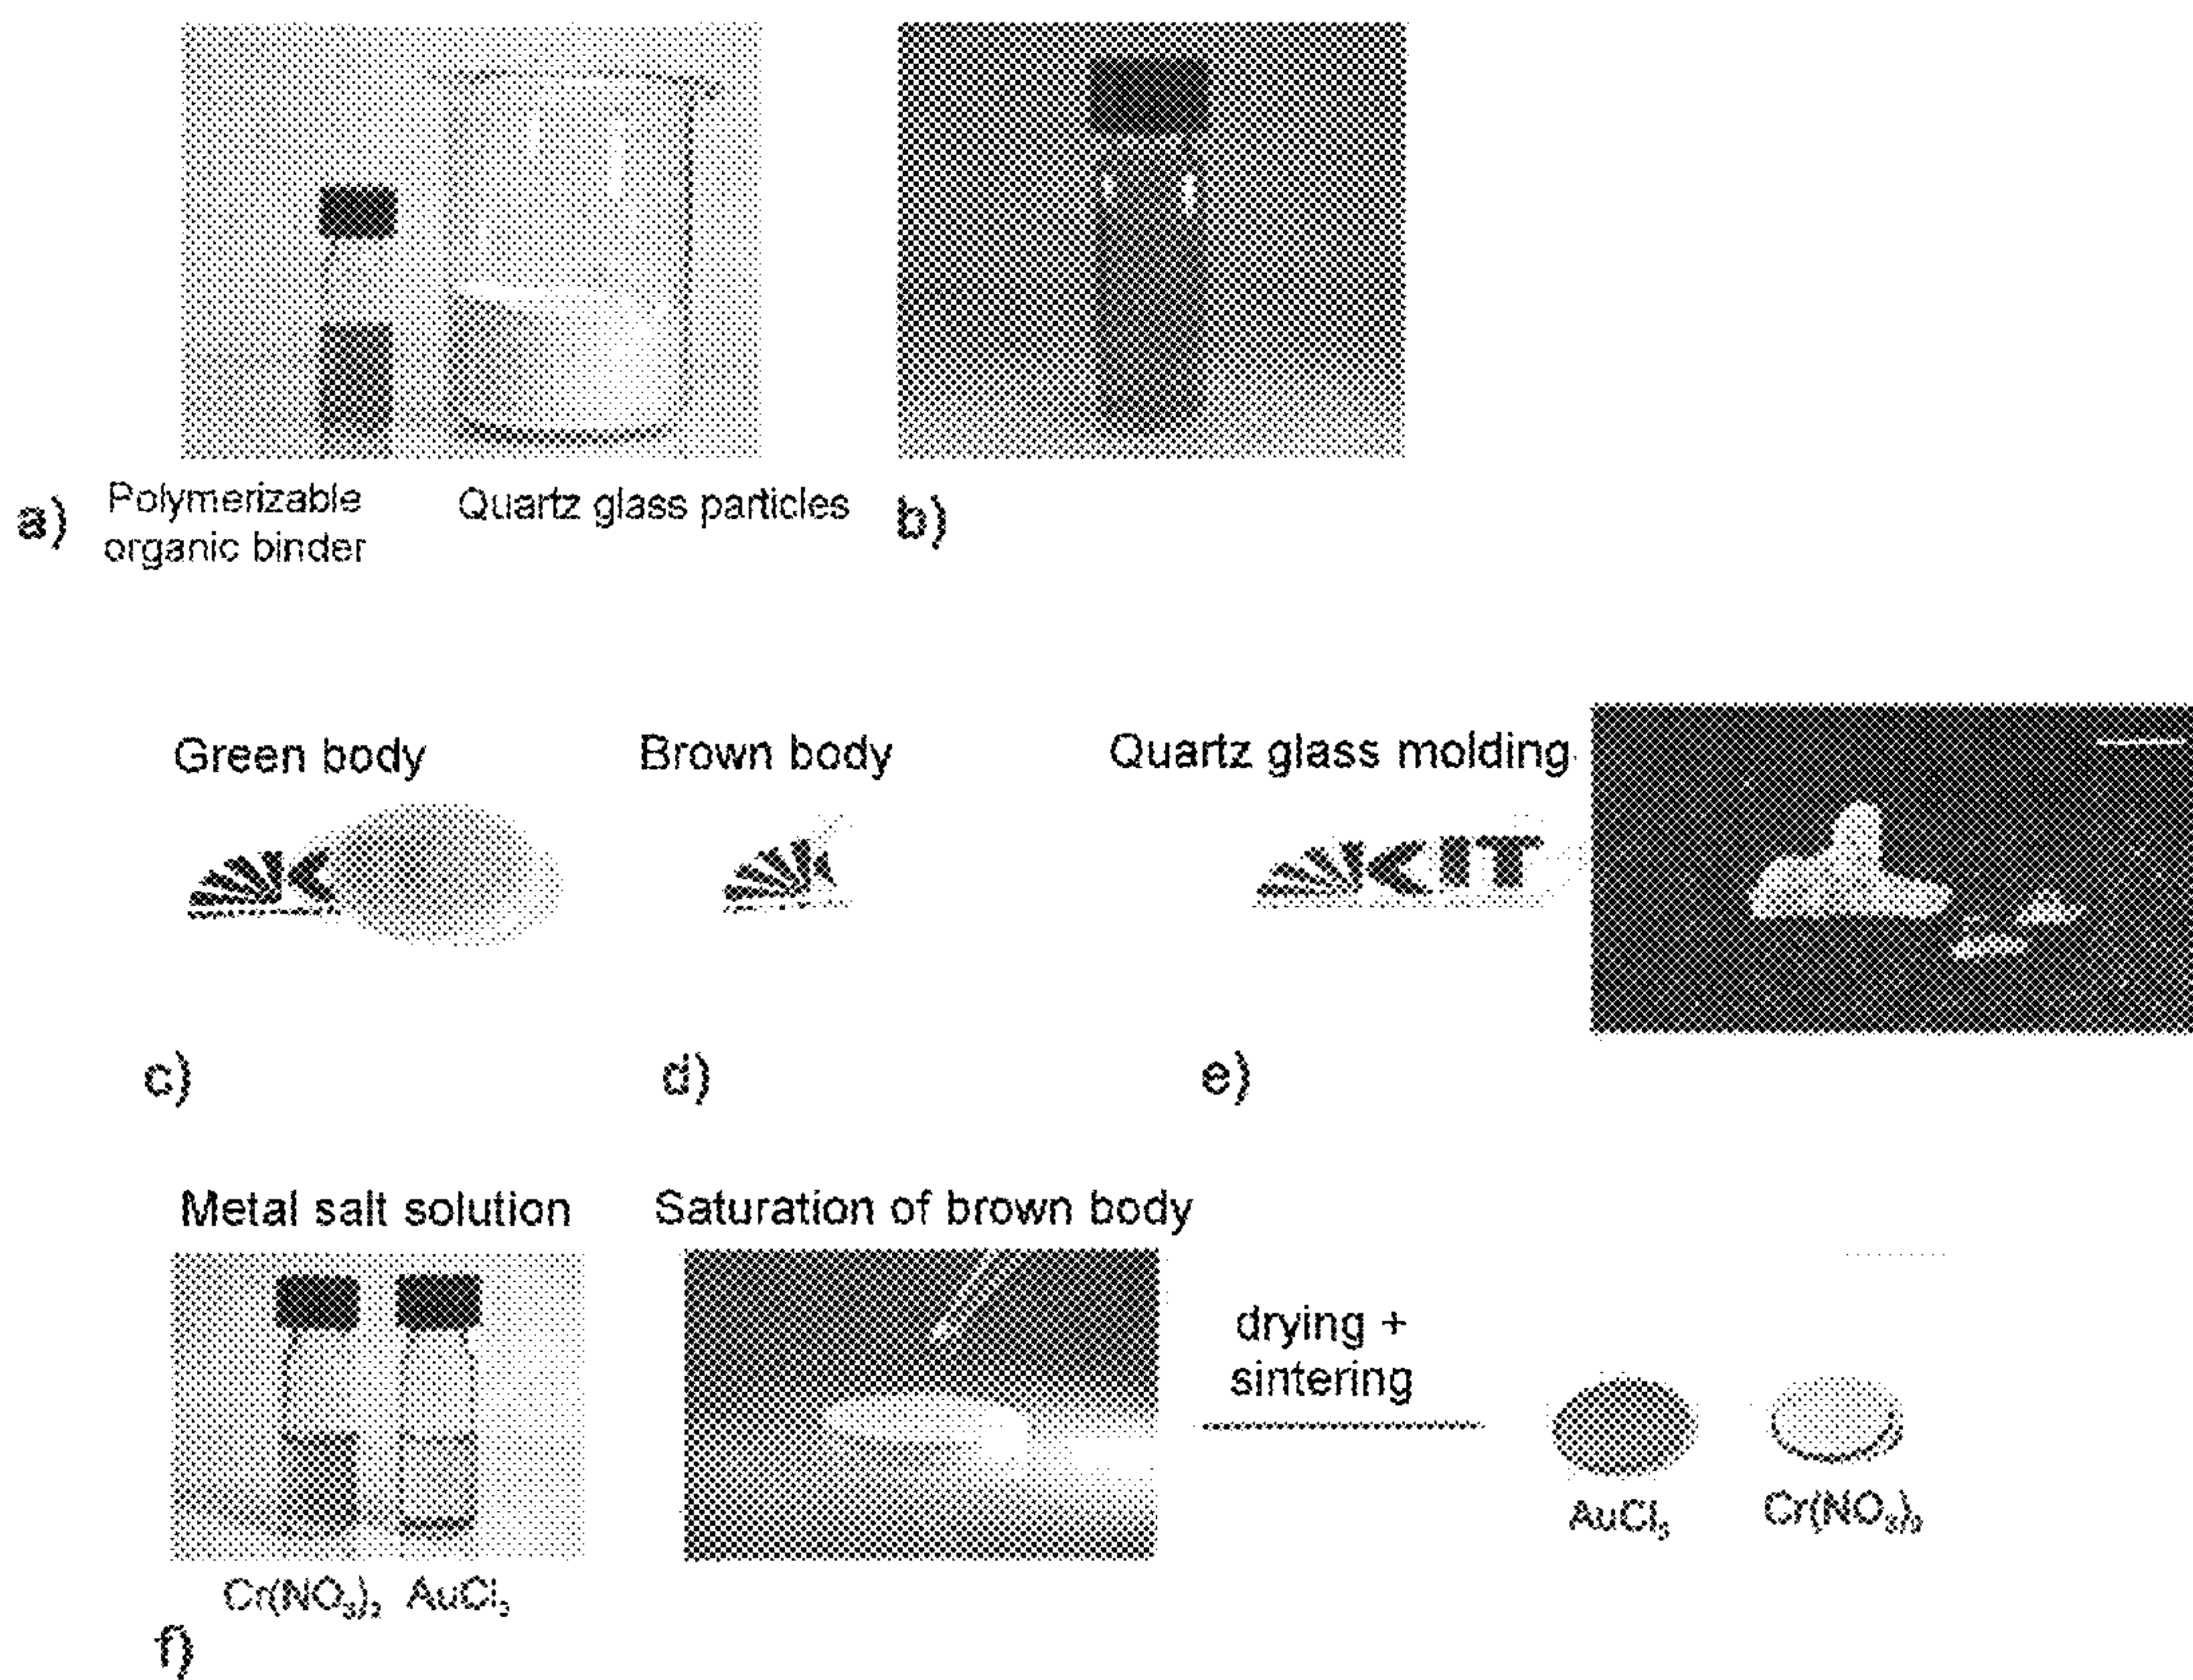 a) Polymerizable
organic binder
Quartz glass particles
b)
Green body
Brown body
Quartz glass molding
K
K
KIT
c)
d)
e)
Metal salt solution
Saturation of brown body
drying +
sintering
AuCl₃
Cr(NO₃)₃
Cr(NO₃)₃ AuCl₃
f)